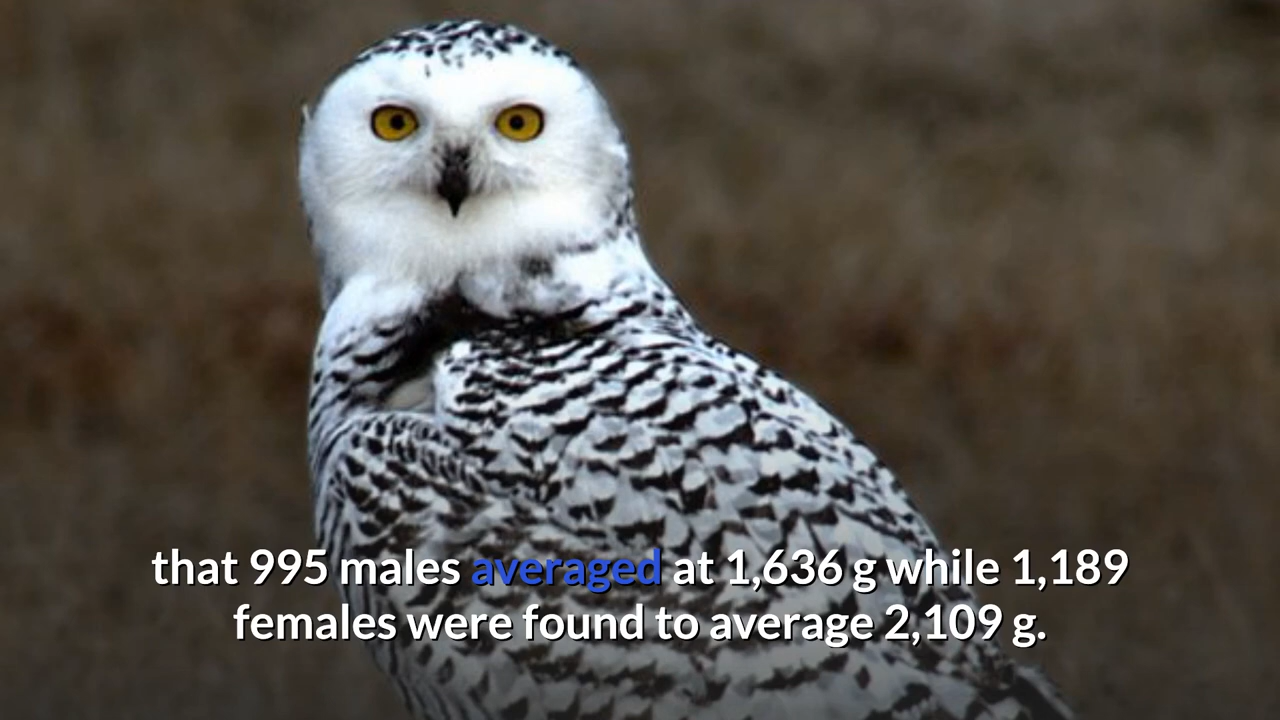 that 995 males averaged at 1,636 g while 1,189
females were found to average 2,109 g.